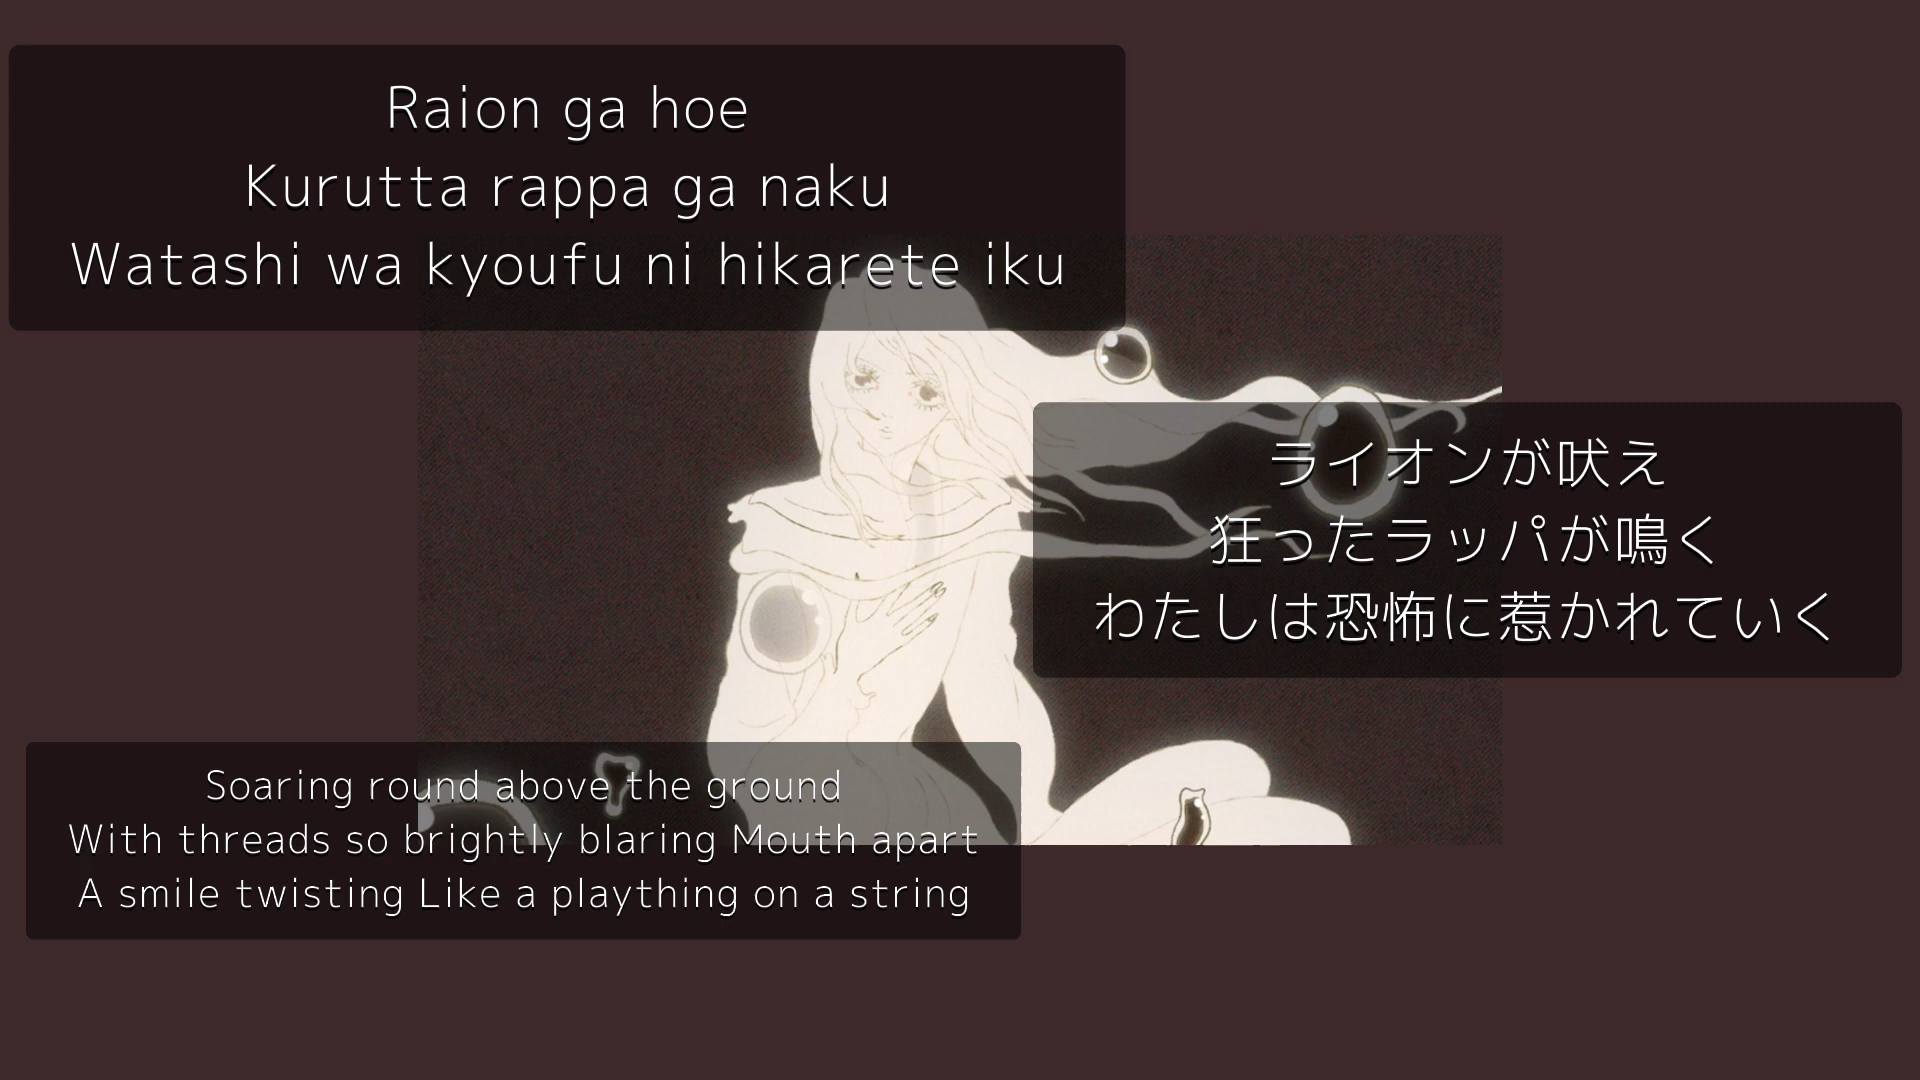 Raion ga hoe
Kurutta rappa ga naku
Watashi wa kyoufu ni hikarete iku
ライオンが吠え
狂ったラッパが鳴く
わたしは恐怖に惹かれていく
Soaring round above the ground
With threads so brightly blaring Mouth apart
A smile twisting Like a plaything on a string